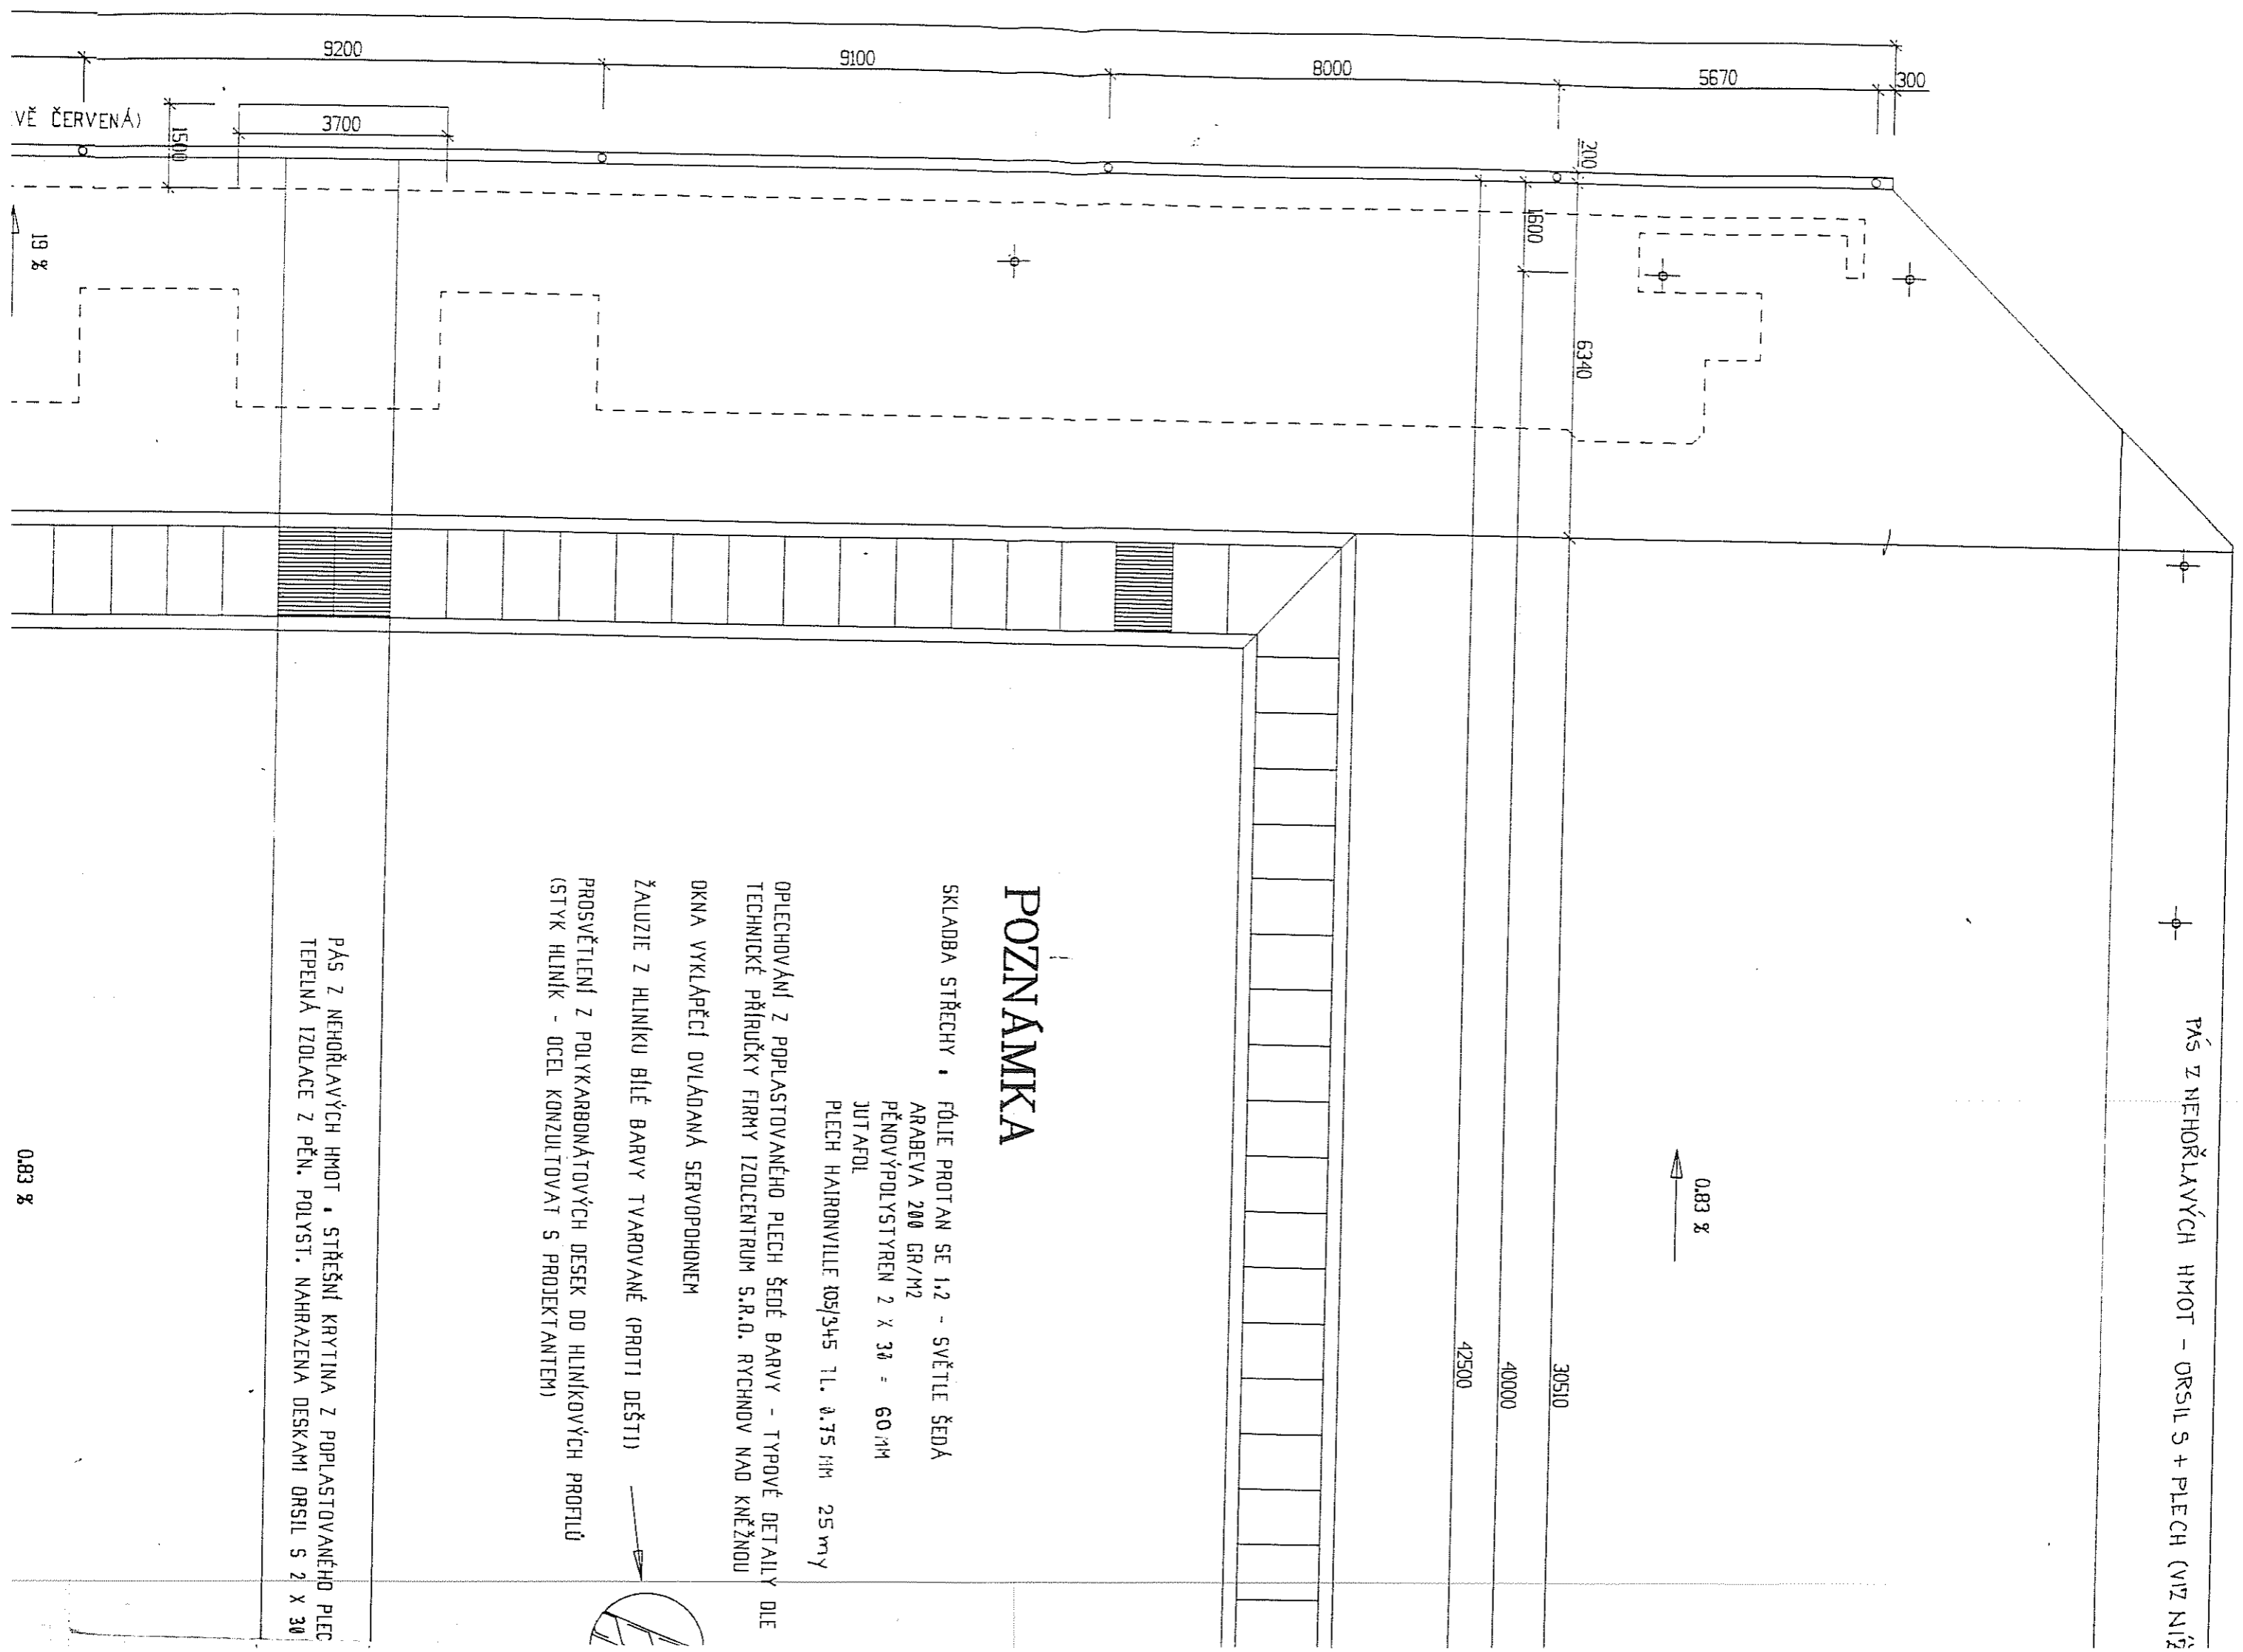 9200
9100
8000
5670
300
VĚ ČERVENÁ)
1500
3700
200
1600
6340
19 %
POZNÁMKA
SKLADBA STŘECHY : FÓLIE PROTAN SE 1,2 - SVĚTLE ŠEDÁ
ARABEVA 200 GR/M2
PĚNOVÝPOLYSTYREN 2 X 30 = 60 MM
JUTAFOL
PLECH HAIRONVILLE 105/345 TL. 0.75 MM 25 my
OPLECHOVÁNÍ Z POPLASTOVANÉHO PLECH ŠEDÉ BARVY - TYPOVÉ DETAILY DLE
TECHNICKÉ PŘÍRUČKY FIRMY IZOLCENTRUM S.R.O. RYCHNOV NAD KNĚŽNOU
OKNA VYKLÁPĚCÍ OVLÁDANÁ SERVOPOHONEM
ŽALUZIE Z HLINÍKU BÍLÉ BARVY TVAROVANÉ (PROTI DEŠTI)
PROSVĚTLENÍ Z POLYKARBONÁTOVÝCH DESEK DO HLINÍKOVÝCH PROFILŮ
(STYK HLINÍK - OCEL KONZULTOVAT S PROJEKTANTEM)
PÁS Z NEHOŘLAVÝCH HMOT : STŘEŠNÍ KRYTINA Z POPLASTOVANÉHO PLEC
TEPELNÁ IZOLACE Z PĚN. POLYST. NAHRAZENA DESKAMI ORSIL S 2 X 30
0.83 %
30510
40000
42500
0.83 %
PÁS Z NEHOŘLAVÝCH HMOT - ORSIL S + PLECH (VIZ NÍŽ